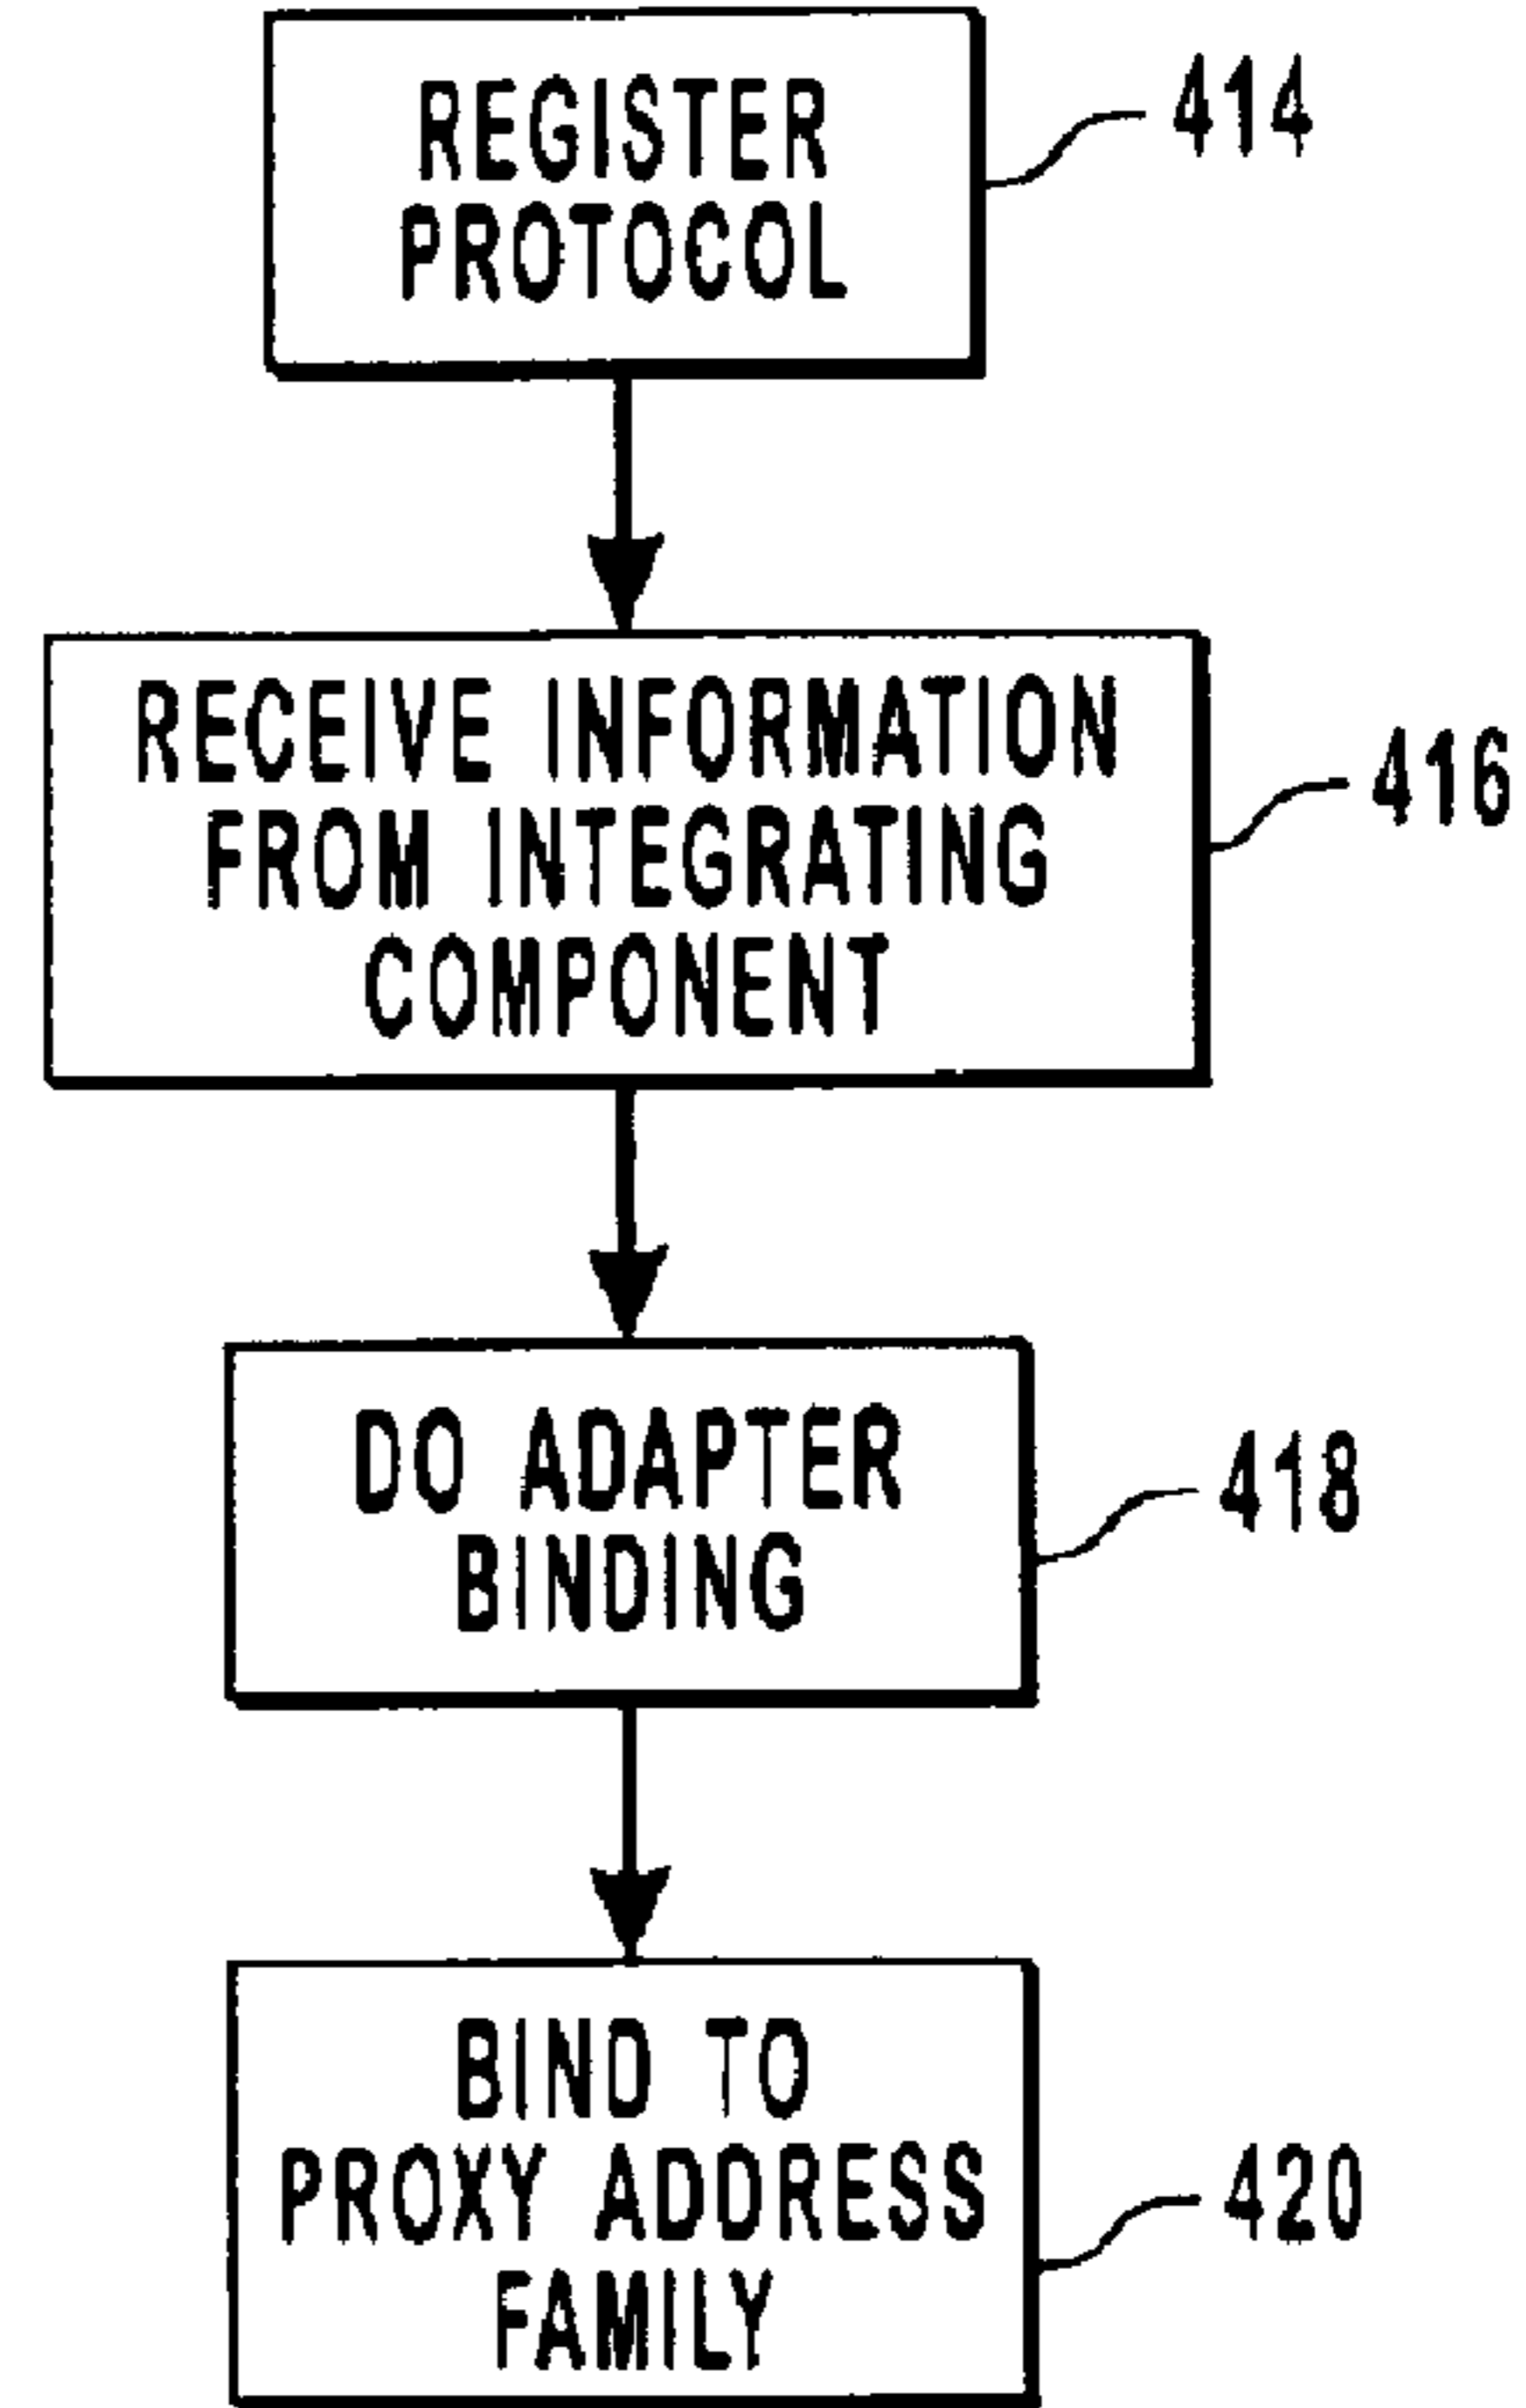 REGISTER
PROTOCOL
414
RECEIVE INFORMATION
FROM INTEGRATING
COMPONENT
416
DO ADAPTER
BINDING
418
BIND TO
PROXY ADDRESS
FAMILY
420